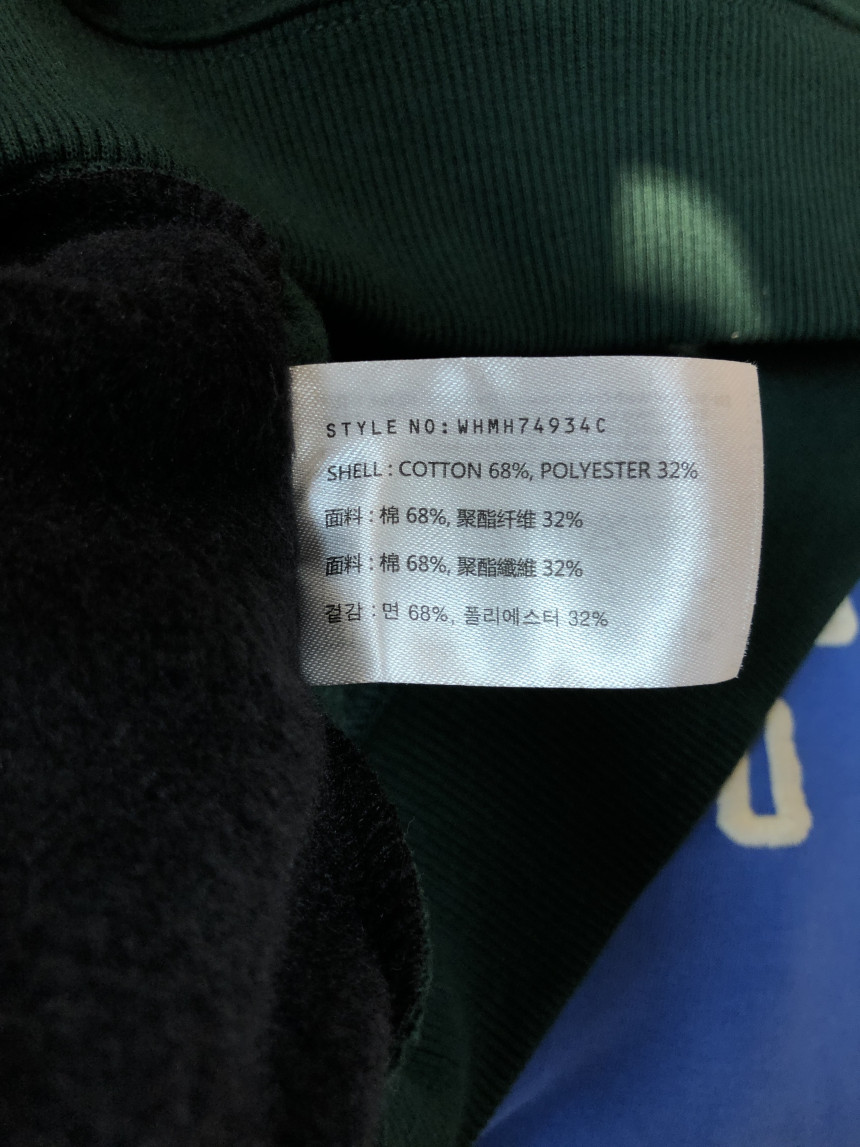 STYLE NO: WHMH74934C
SHELL : COTTON 68%, POLYESTER 32%
面料 : 棉 68%, 聚酯纤维 32%
面料 : 棉 68%, 聚酯纖維 32%
겉감 : 면 68%, 폴리에스터 32%